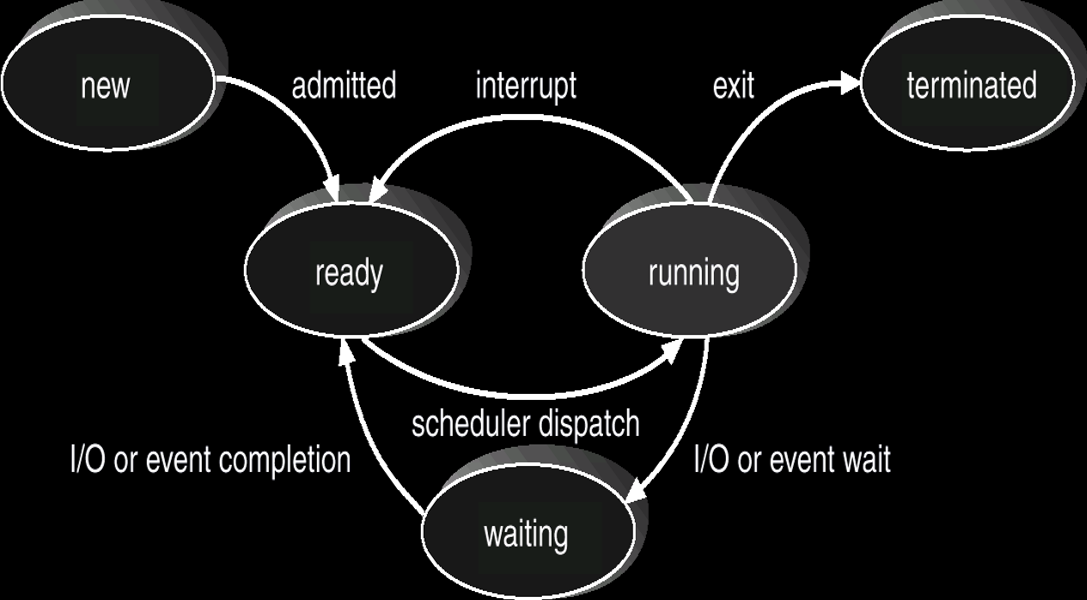 new
admitted
interrupt
exit
terminated
ready
running
scheduler dispatch
I/O or event completion
I/O or event wait
waiting